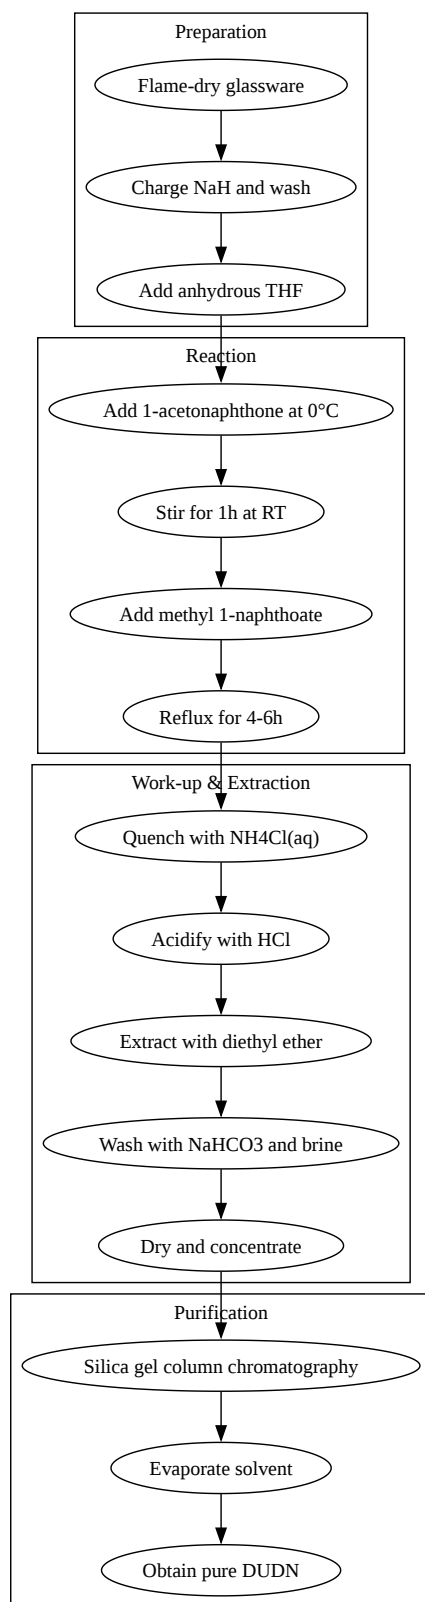 Preparation
Flame-dry glassware
Charge NaH and wash
Add anhydrous THF
Reaction
Add 1-acetonaphthone at 0°C
Stir for 1h at RT
Add methyl 1-naphthoate
Reflux for 4-6h
Work-up & Extraction
Quench with NH4Cl(aq)
Acidify with HCl
Extract with diethyl ether
Wash with NaHCO3 and brine
Dry and concentrate
Purification
Silica gel column chromatography
Evaporate solvent
Obtain pure DUDN